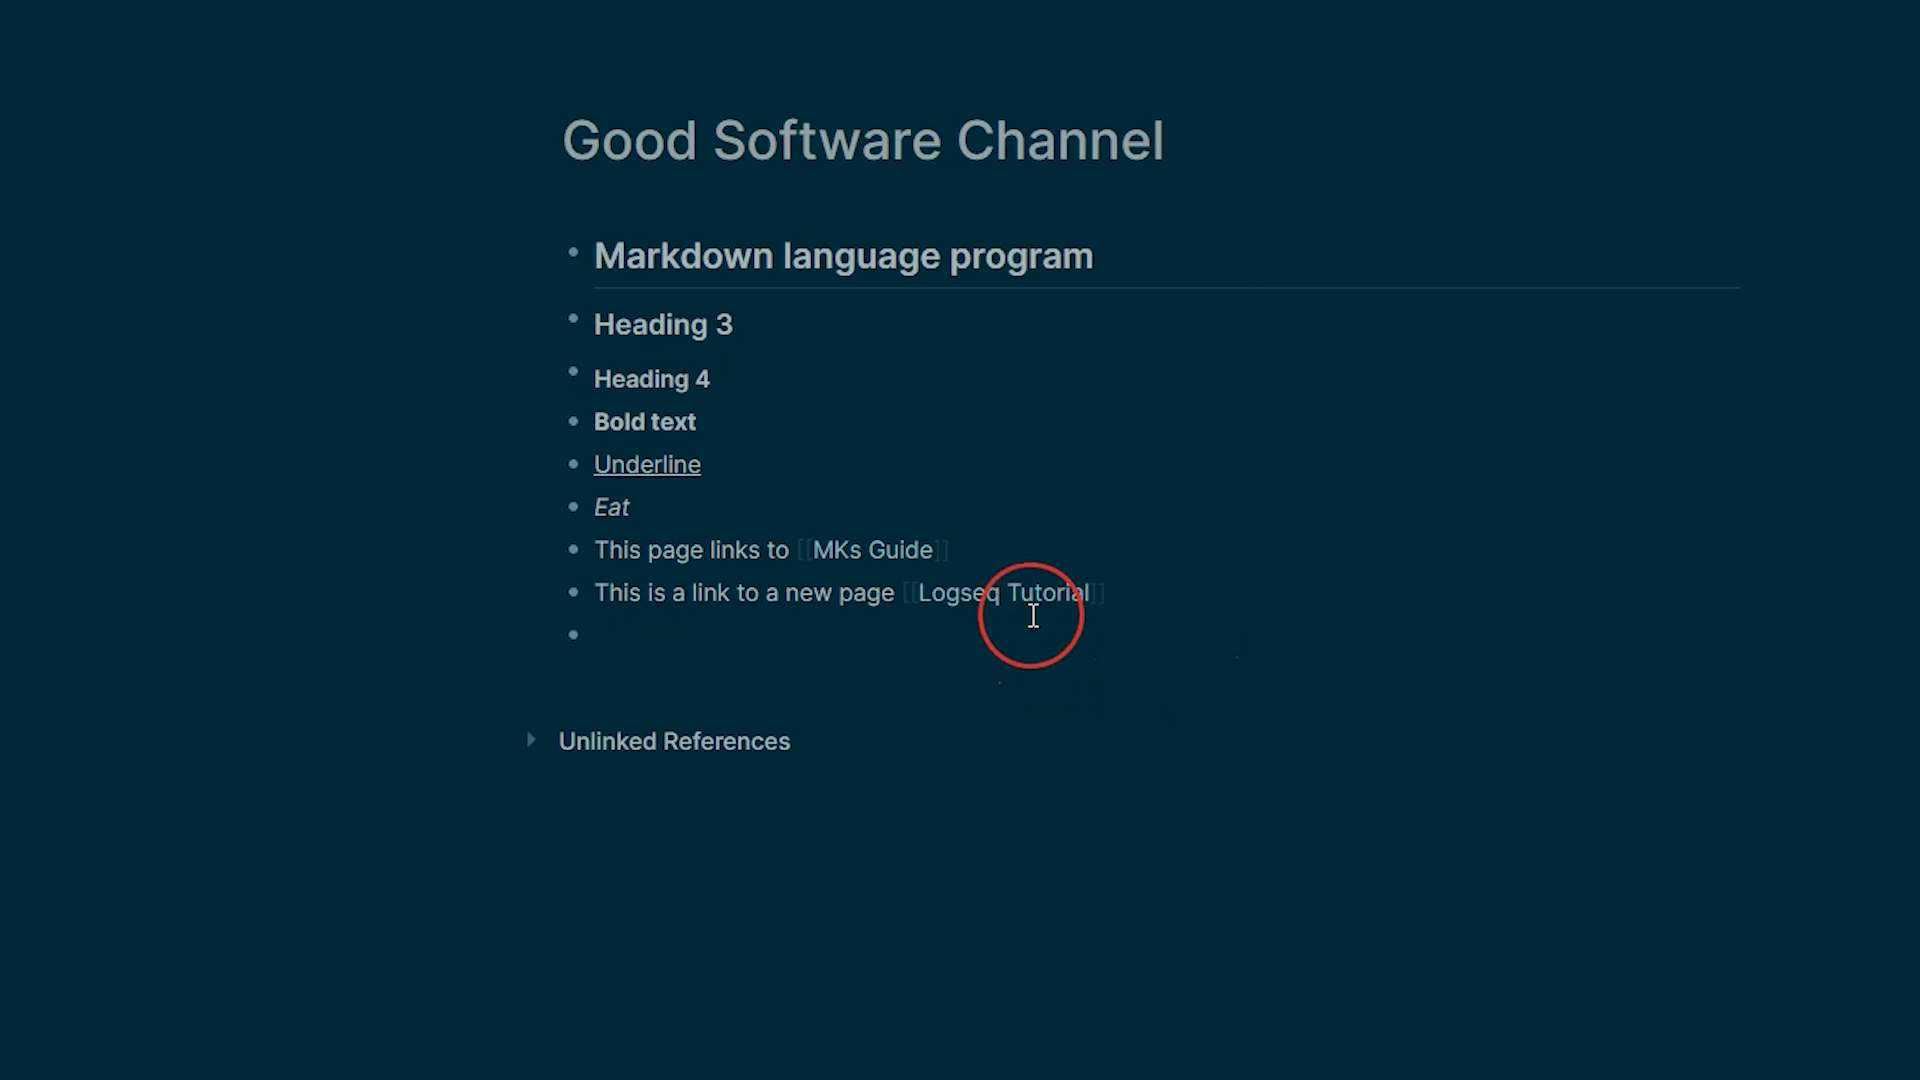 Good Software Channel
Markdown language program
Heading 3
Heading 4
Bold text
Underline
Eat
This page links to [[MKs Guide]]
This is a link to a new page [[Logseq Tutorial]]
Unlinked References